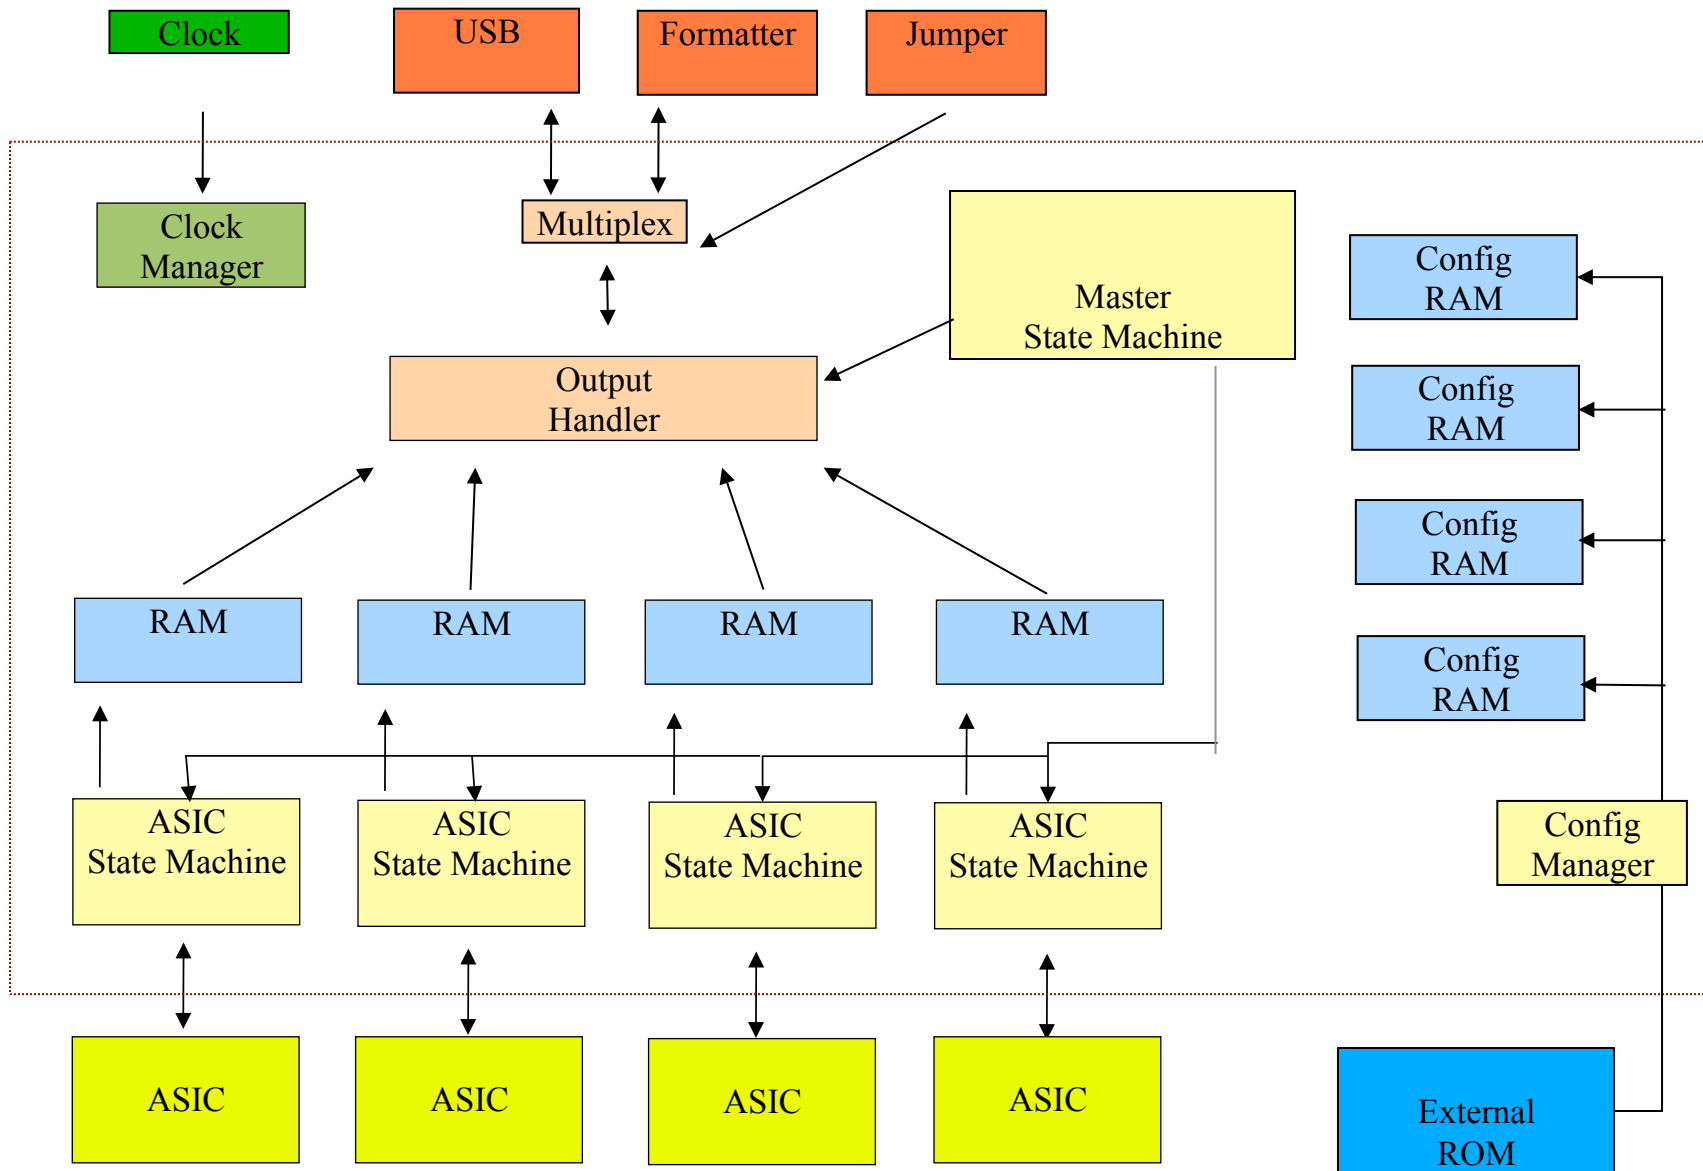 Clock
USB
Formatter
Jumper
Clock
Manager
Multiplex
Master
State Machine
Config
RAM
Output
Handler
Config
RAM
Config
RAM
RAM
RAM
RAM
RAM
Config
RAM
ASIC
State Machine
ASIC
State Machine
ASIC
State Machine
ASIC
State Machine
Config
Manager
ASIC
ASIC
ASIC
ASIC
External
ROM